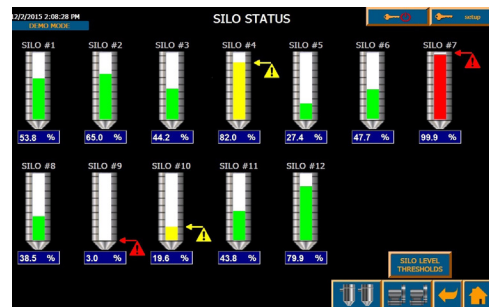 12/2/2015 2:08:28 PM
DEMO MODE
SILO STATUS
setup
SILO #1
SILO #2
SILO #3
SILO #4
SILO #5
SILO #6
SILO #7
53.8 %
65.0 %
44.2 %
82.0 %
27.4 %
47.7 %
99.9 %
SILO #8
SILO #9
SILO #10
SILO #11
SILO #12
38.5 %
3.0 %
19.6 %
43.8 %
79.9 %
SILO LEVEL
THRESHOLDS